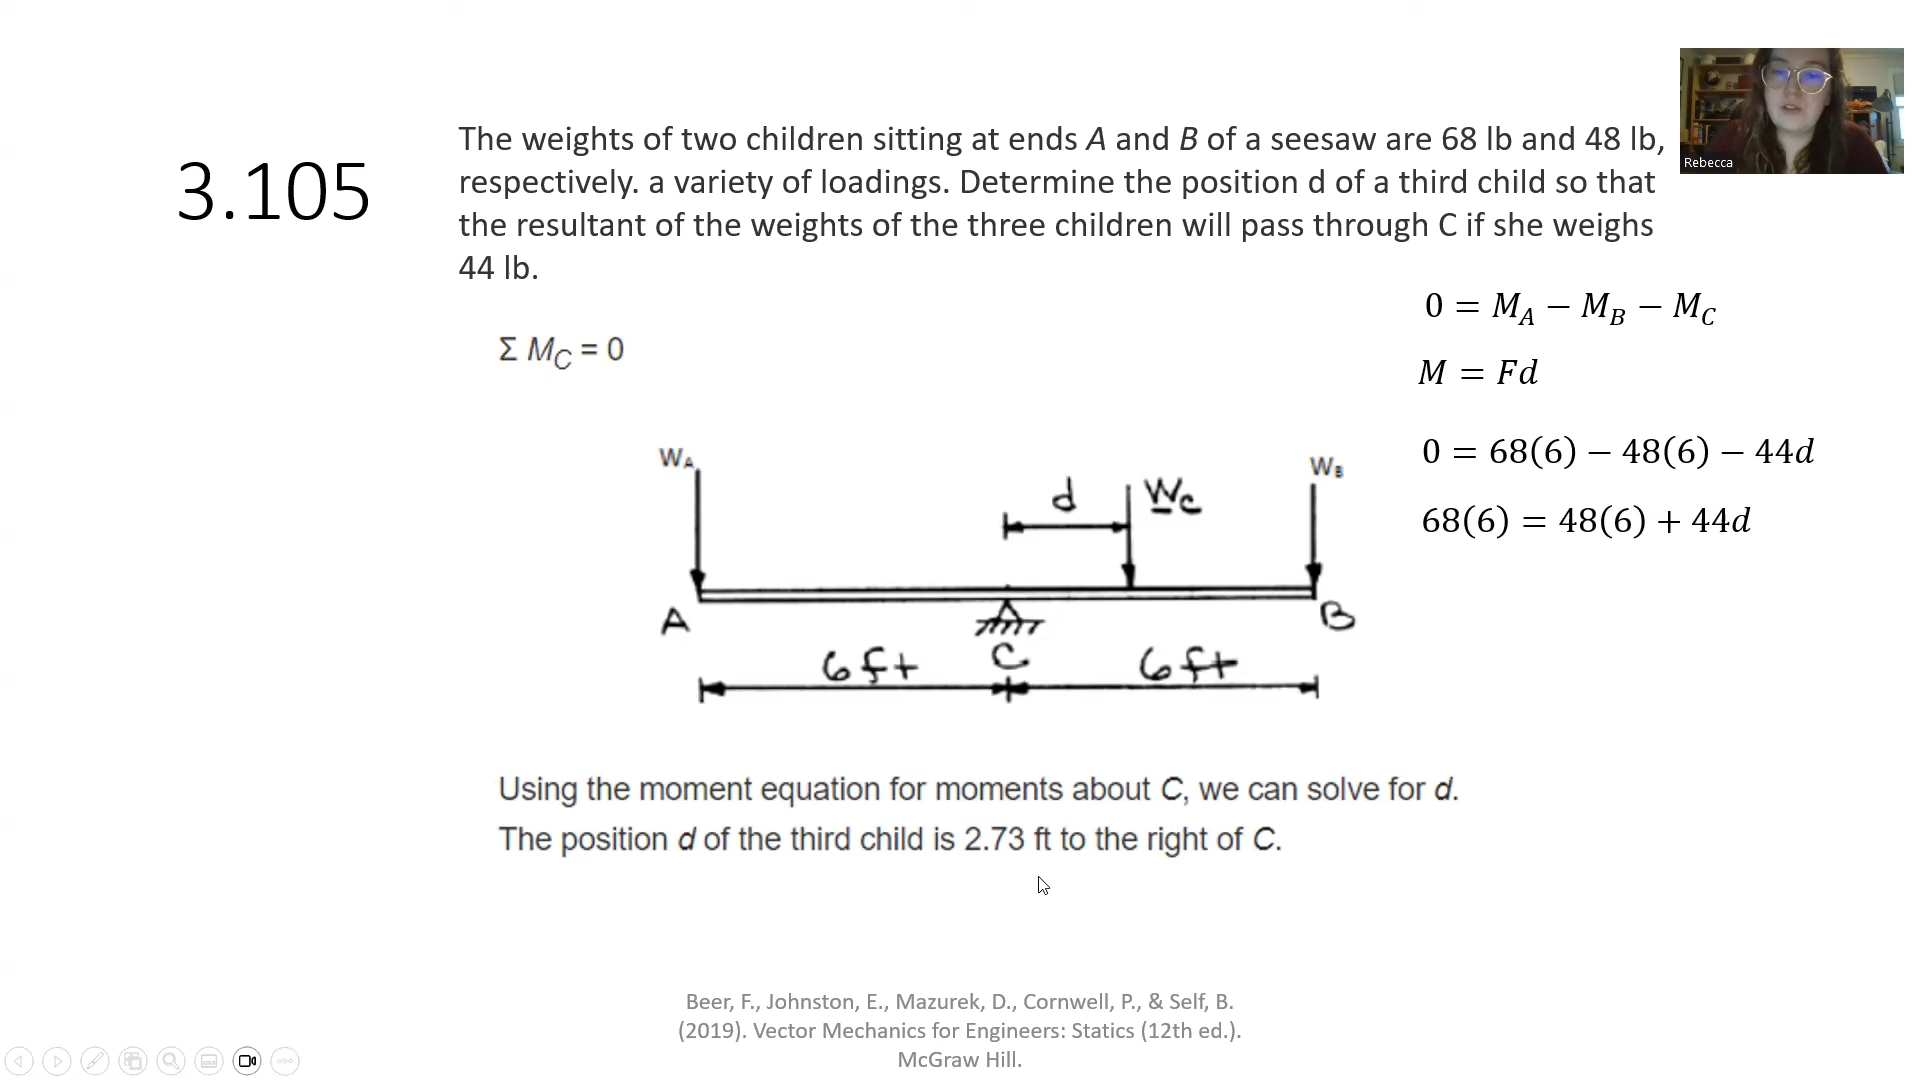 Rebecca
3.105
The weights of two children sitting at ends A and B of a seesaw are 68 lb and 48 lb,
respectively. a variety of loadings. Determine the position d of a third child so that
the resultant of the weights of the three children will pass through C if she weighs
44 lb.
Σ M_C = 0
0 = M_A − M_B − M_C
M = Fd
0 = 68(6) − 48(6) − 44d
68(6) = 48(6) + 44d
W_A
d
W_C
W_B
A
B
6 ft
C
6 ft
Using the moment equation for moments about C, we can solve for d.
The position d of the third child is 2.73 ft to the right of C.
Beer, F., Johnston, E., Mazurek, D., Cornwell, P., & Self, B.
(2019). Vector Mechanics for Engineers: Statics (12th ed.).
McGraw Hill.